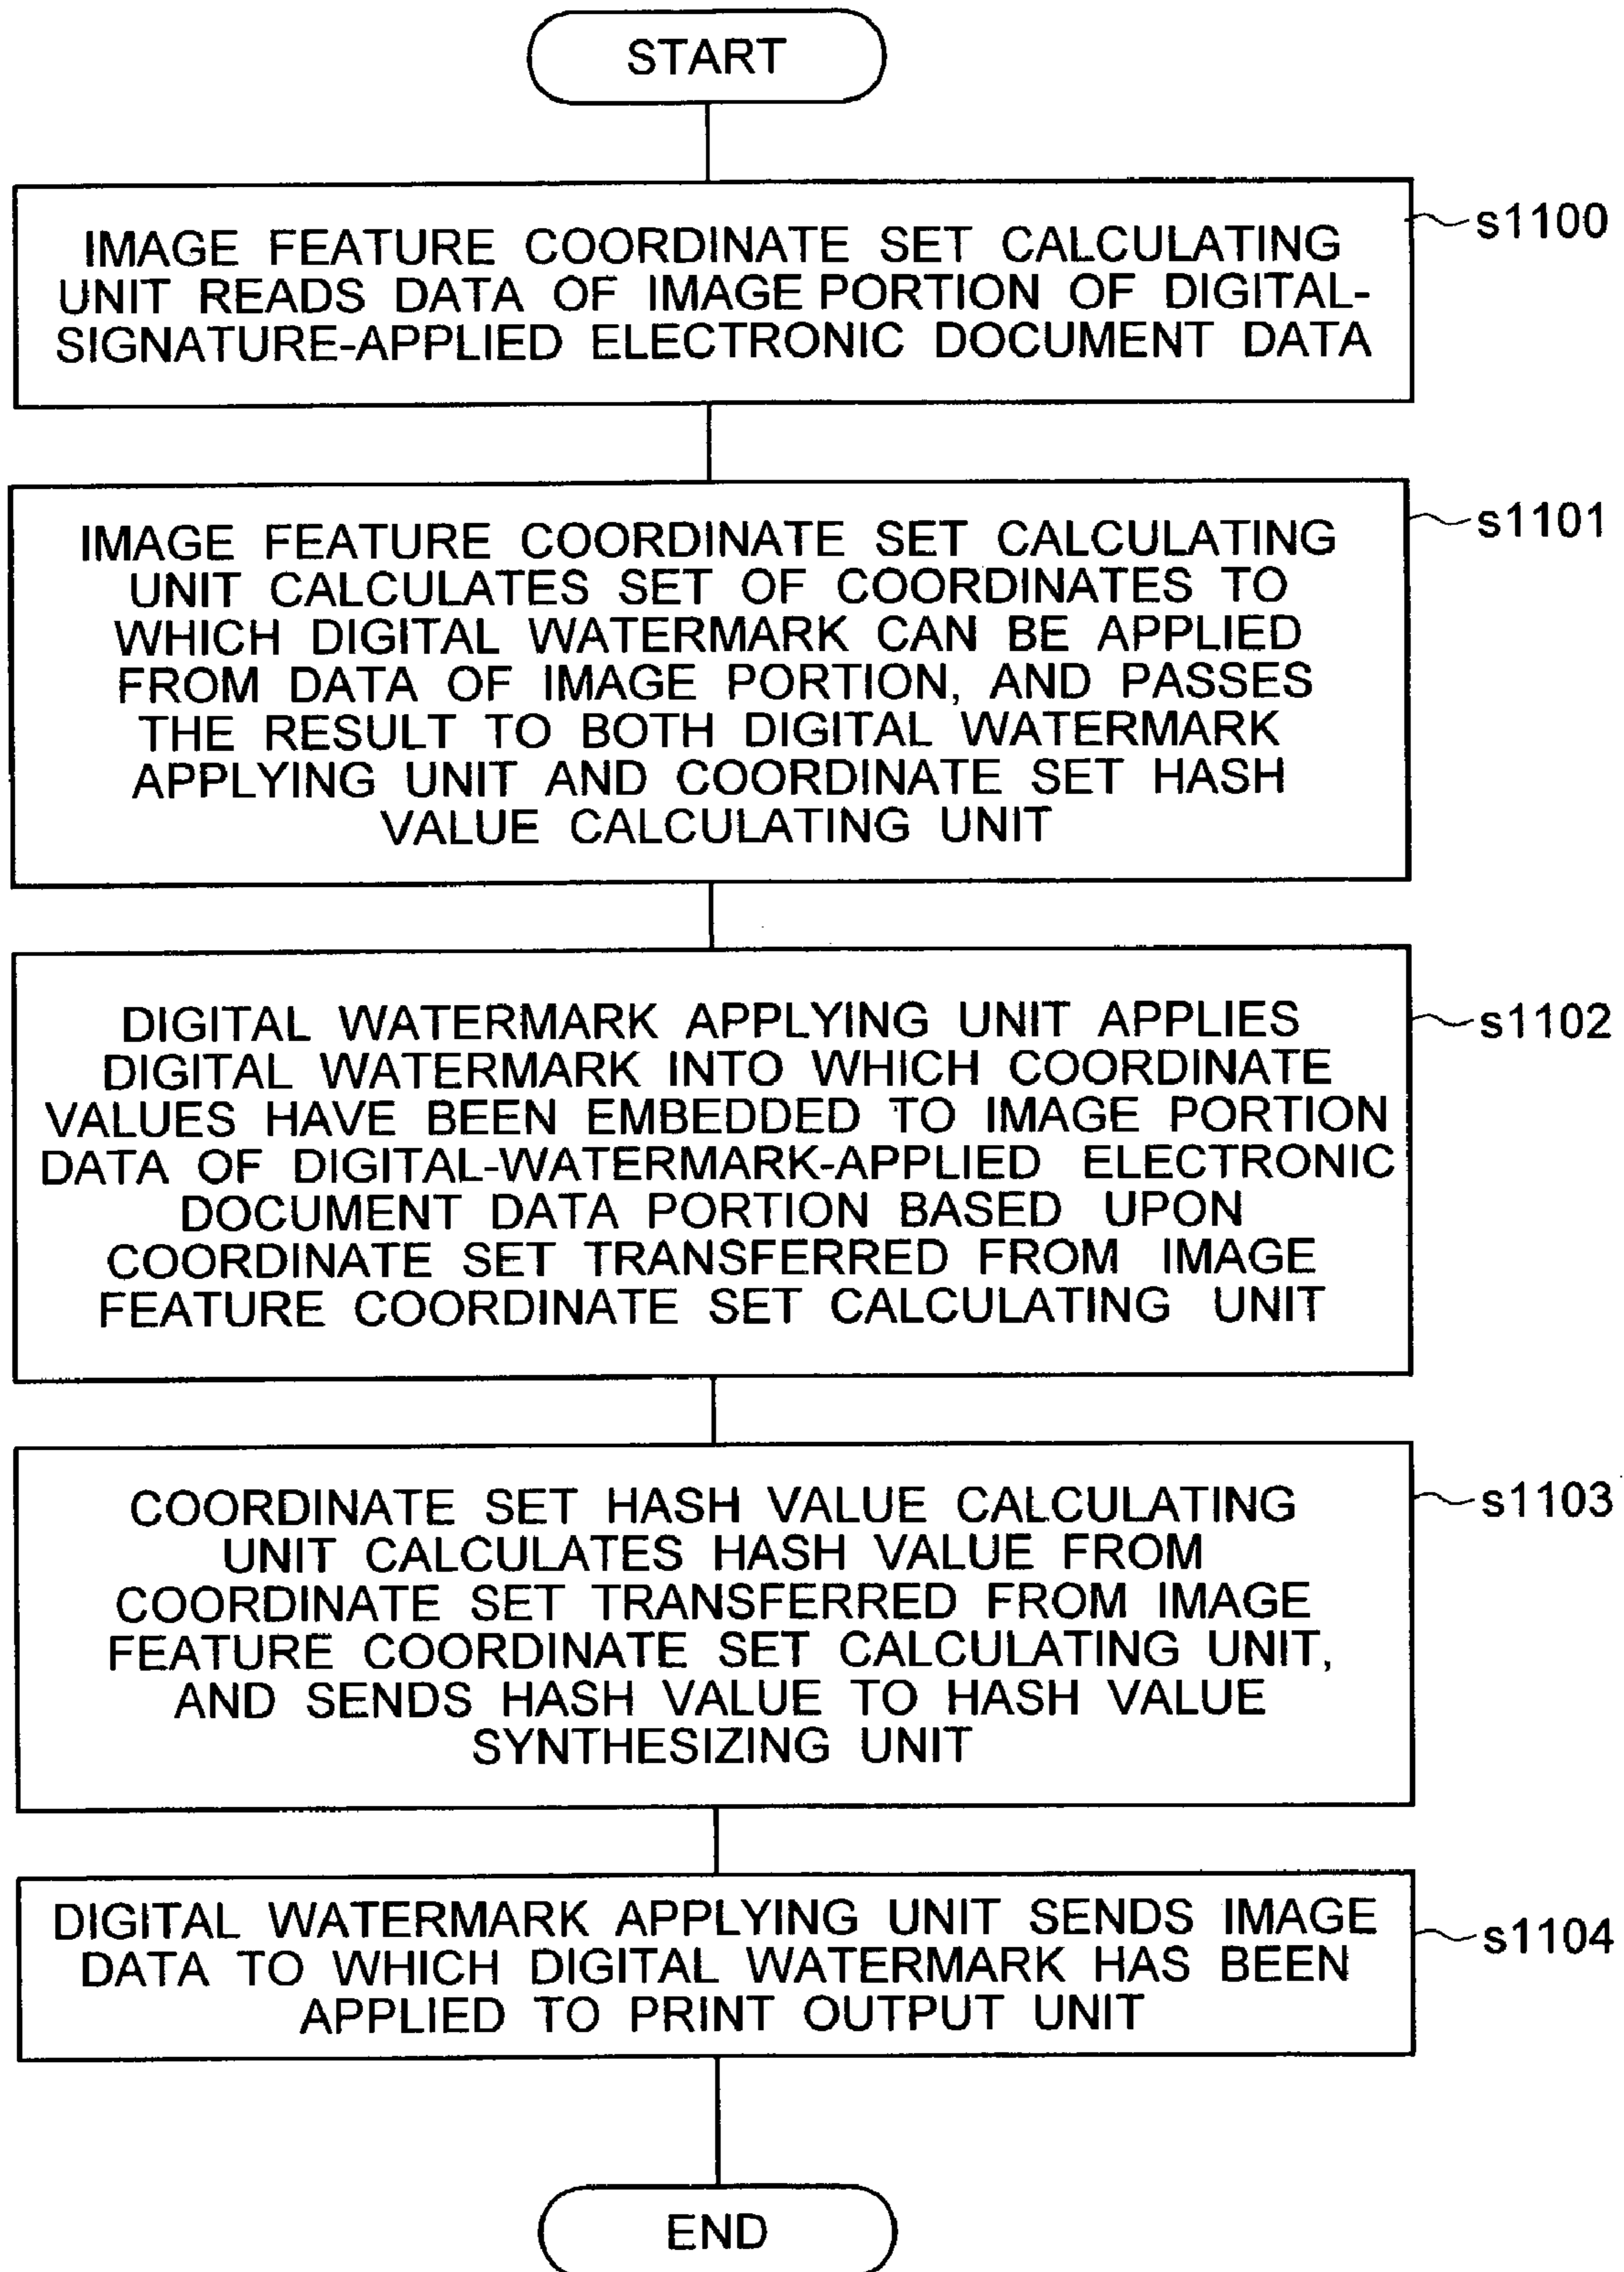 START
IMAGE FEATURE COORDINATE SET CALCULATING
UNIT READS DATA OF IMAGE PORTION OF DIGITAL-
SIGNATURE-APPLIED ELECTRONIC DOCUMENT DATA
s1100
IMAGE FEATURE COORDINATE SET CALCULATING
UNIT CALCULATES SET OF COORDINATES TO
WHICH DIGITAL WATERMARK CAN BE APPLIED
FROM DATA OF IMAGE PORTION, AND PASSES
THE RESULT TO BOTH DIGITAL WATERMARK
APPLYING UNIT AND COORDINATE SET HASH
VALUE CALCULATING UNIT
s1101
DIGITAL WATERMARK APPLYING UNIT APPLIES
DIGITAL WATERMARK INTO WHICH COORDINATE
VALUES HAVE BEEN EMBEDDED TO IMAGE PORTION
DATA OF DIGITAL-WATERMARK-APPLIED ELECTRONIC
DOCUMENT DATA PORTION BASED UPON
COORDINATE SET TRANSFERRED FROM IMAGE
FEATURE COORDINATE SET CALCULATING UNIT
s1102
COORDINATE SET HASH VALUE CALCULATING
UNIT CALCULATES HASH VALUE FROM
COORDINATE SET TRANSFERRED FROM IMAGE
FEATURE COORDINATE SET CALCULATING UNIT,
AND SENDS HASH VALUE TO HASH VALUE
SYNTHESIZING UNIT
s1103
DIGITAL WATERMARK APPLYING UNIT SENDS IMAGE
DATA TO WHICH DIGITAL WATERMARK HAS BEEN
APPLIED TO PRINT OUTPUT UNIT
s1104
END